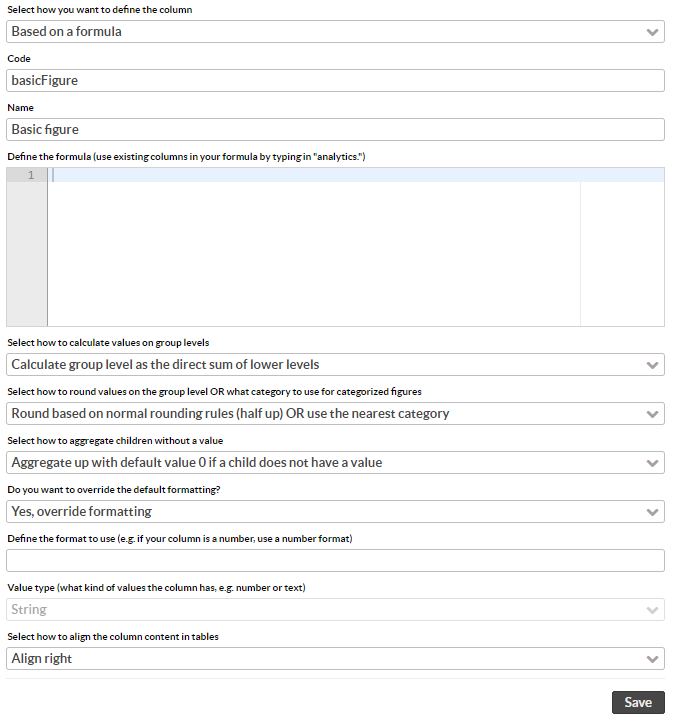 Select how you want to define the column
Based on a formula
Code
basicFigure
Name
Basic figure
Define the formula (use existing columns in your formula by typing in "analytics.")
1
Select how to calculate values on group levels
Calculate group level as the direct sum of lower levels
Select how to round values on the group level OR what category to use for categorized figures
Round based on normal rounding rules (half up) OR use the nearest category
Select how to aggregate children without a value
Aggregate up with default value 0 if a child does not have a value
Do you want to override the default formatting?
Yes, override formatting
Define the format to use (e.g. if your column is a number, use a number format)
Value type (what kind of values the column has, e.g. number or text)
String
Select how to align the column content in tables
Align right
Save